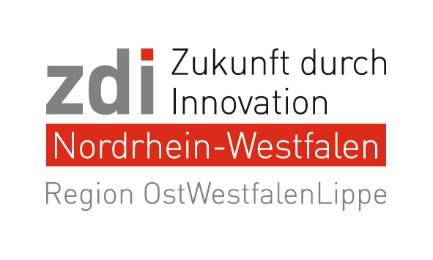 zdi Zukunft durch
Innovation
Nordrhein-Westfalen
Region OstWestfalenLippe